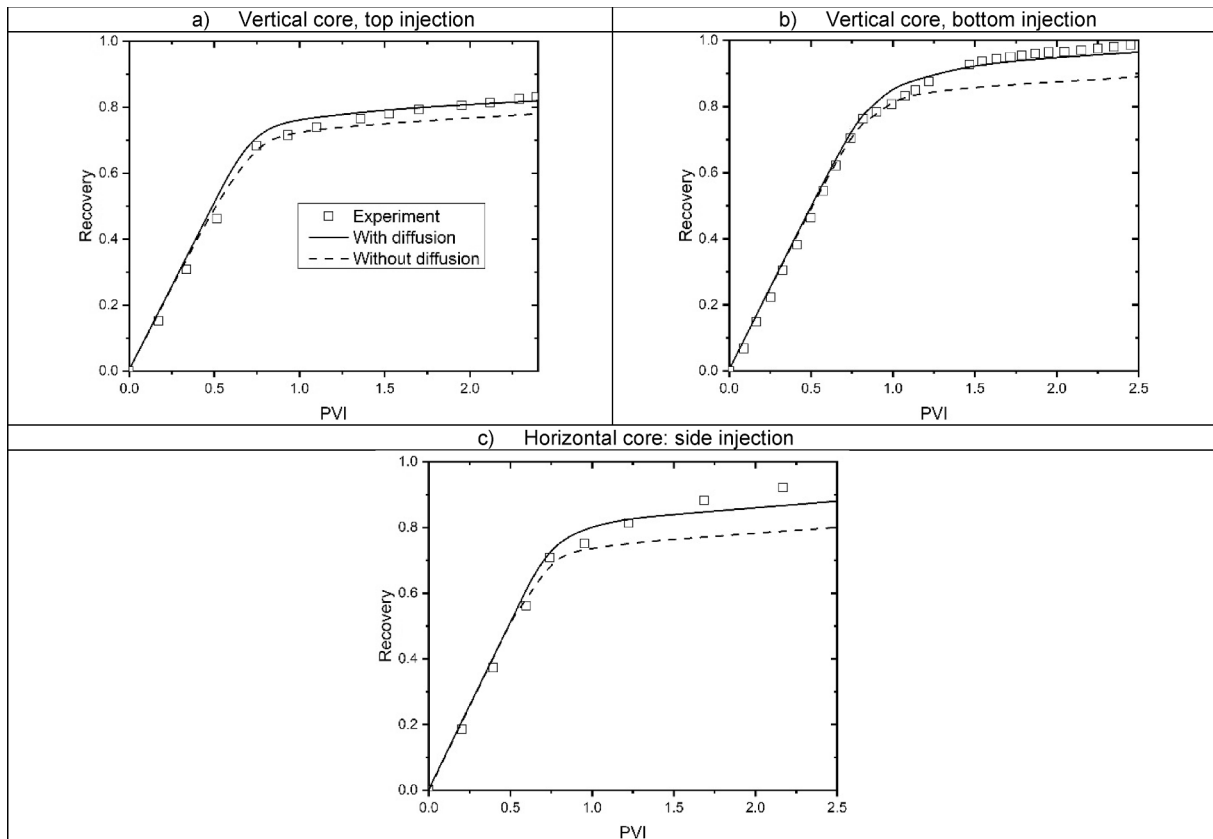 a) Vertical core, top injection
b) Vertical core, bottom injection
1.0
0.8
0.6
0.4
0.2
0.0
Recovery
0.0 0.5 1.0 1.5 2.0
PVI
Experiment
With diffusion
Without diffusion
1.0
0.8
0.6
0.4
0.2
0.0
Recovery
0.0 0.5 1.0 1.5 2.0 2.5
PVI
c) Horizontal core: side injection
1.0
0.8
0.6
0.4
0.2
0.0
Recovery
0.0 0.5 1.0 1.5 2.0 2.5
PVI